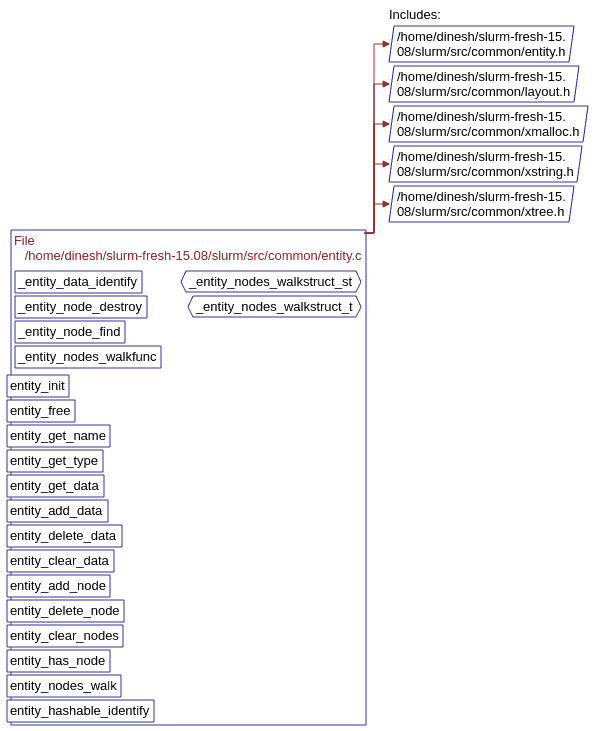 Includes:
/home/dinesh/slurm-fresh-15.
08/slurm/src/common/entity.h
/home/dinesh/slurm-fresh-15.
08/slurm/src/common/layout.h
/home/dinesh/slurm-fresh-15.
08/slurm/src/common/xmalloc.h
/home/dinesh/slurm-fresh-15.
08/slurm/src/common/xstring.h
/home/dinesh/slurm-fresh-15.
08/slurm/src/common/xtree.h
File
/home/dinesh/slurm-fresh-15.08/slurm/src/common/entity.c
_entity_data_identify
_entity_nodes_walkstruct_st
_entity_node_destroy
_entity_nodes_walkstruct_t
_entity_node_find
_entity_nodes_walkfunc
entity_init
entity_free
entity_get_name
entity_get_type
entity_get_data
entity_add_data
entity_delete_data
entity_clear_data
entity_add_node
entity_delete_node
entity_clear_nodes
entity_has_node
entity_nodes_walk
entity_hashable_identify